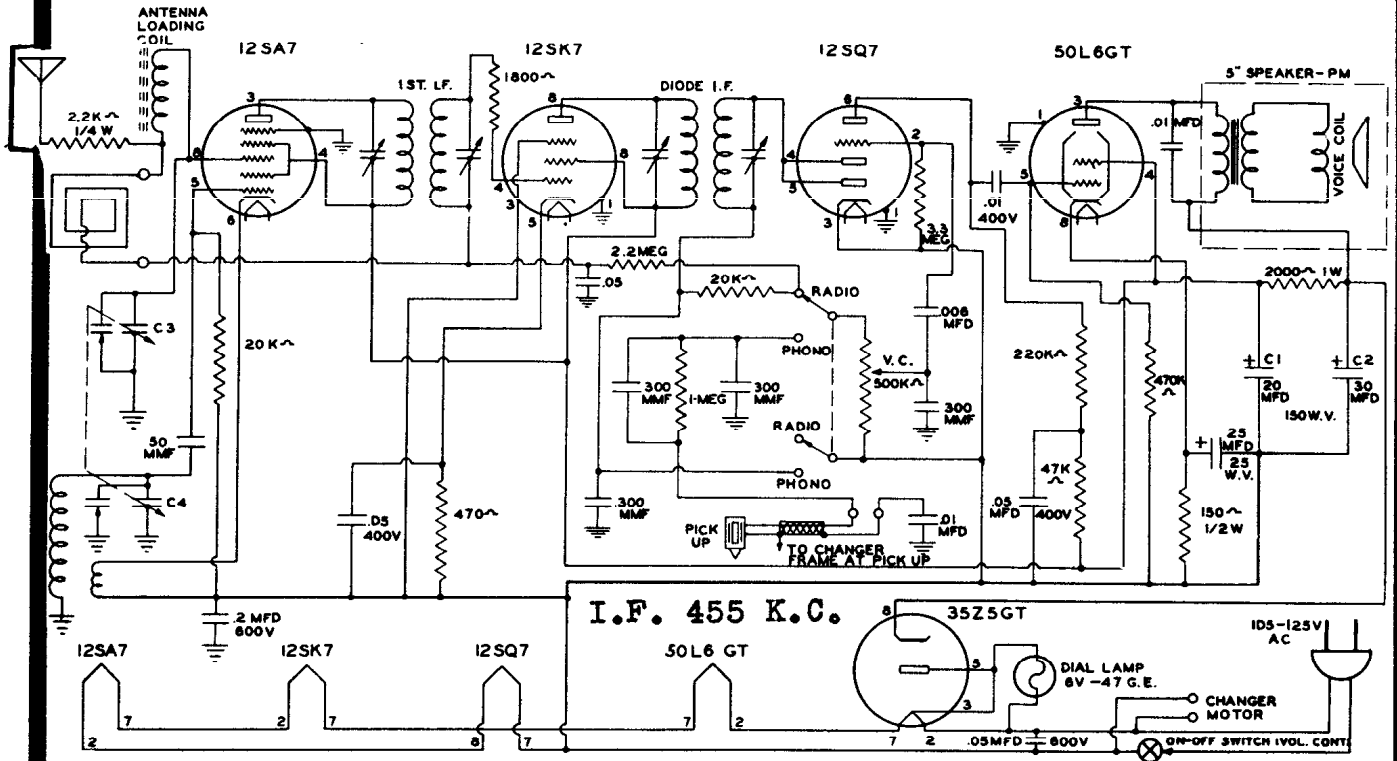 ANTENNA
LOADING
COIL
12SA7
12SK7
12SQ7
50L6GT
5" SPEAKER-PM
2.2K~
1/4 W
3
8
5
6
4
1ST. I.F.
1800~
8
4
3
5
7
1
8
DIODE I.F.
6
2
4
5
3
1
.01
400V
3.3
MEG
1
3
5
8
4
.01 MFD
VOICE COIL
2.2MEG
.05
20K~
RADIO
PHONO
2000~ 1W
C3
20K~
.006
MFD
V.C.
500K~
300
MMF
1-MEG
300
MMF
300
MMF
RADIO
PHONO
220K~
470K
~
+ C1
20
MFD
+ C2
30
MFD
150W.V.
50
MMF
C4
.05
400V
470~
.300
MMF
PICK
UP
TO CHANGER
FRAME AT PICK UP
.01
MFD
.05
MFD
400V
47K
~
+
25
MFD
25
W.V.
150~
1/2W
.2 MFD
600V
I.F. 455 K.C.
8
35Z5GT
5
3
7
2
DIAL LAMP
6V-47 G.E.
105-125V
AC
CHANGER
MOTOR
12SA7
12SK7
12SQ7
50L6 GT
7
2
2
7
8
7
7
2
.05MFD
600V
ON-OFF SWITCH (VOL. CONT.